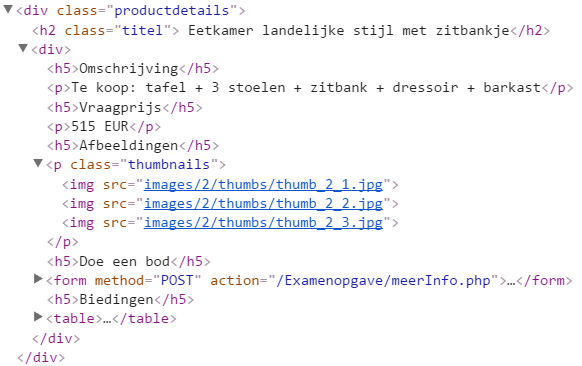 ▼<div class="productdetails">
<h2 class="titel"> Eetkamer landelijke stijl met zitbankje</h2>
▼<div>
<h5>Omschrijving</h5>
<p>Te koop: tafel + 3 stoelen + zitbank + dressoir + barkast</p>
<h5>Vraagprijs</h5>
<p>515 EUR</p>
<h5>Afbeeldingen</h5>
▼<p class="thumbnails">
<img src="images/2/thumbs/thumb_2_1.jpg">
<img src="images/2/thumbs/thumb_2_2.jpg">
<img src="images/2/thumbs/thumb_2_3.jpg">
</p>
<h5>Doe een bod</h5>
▶<form method="POST" action="/Examenopgave/meerInfo.php">…</form>
<h5>Biedingen</h5>
▶<table>…</table>
</div>
</div>